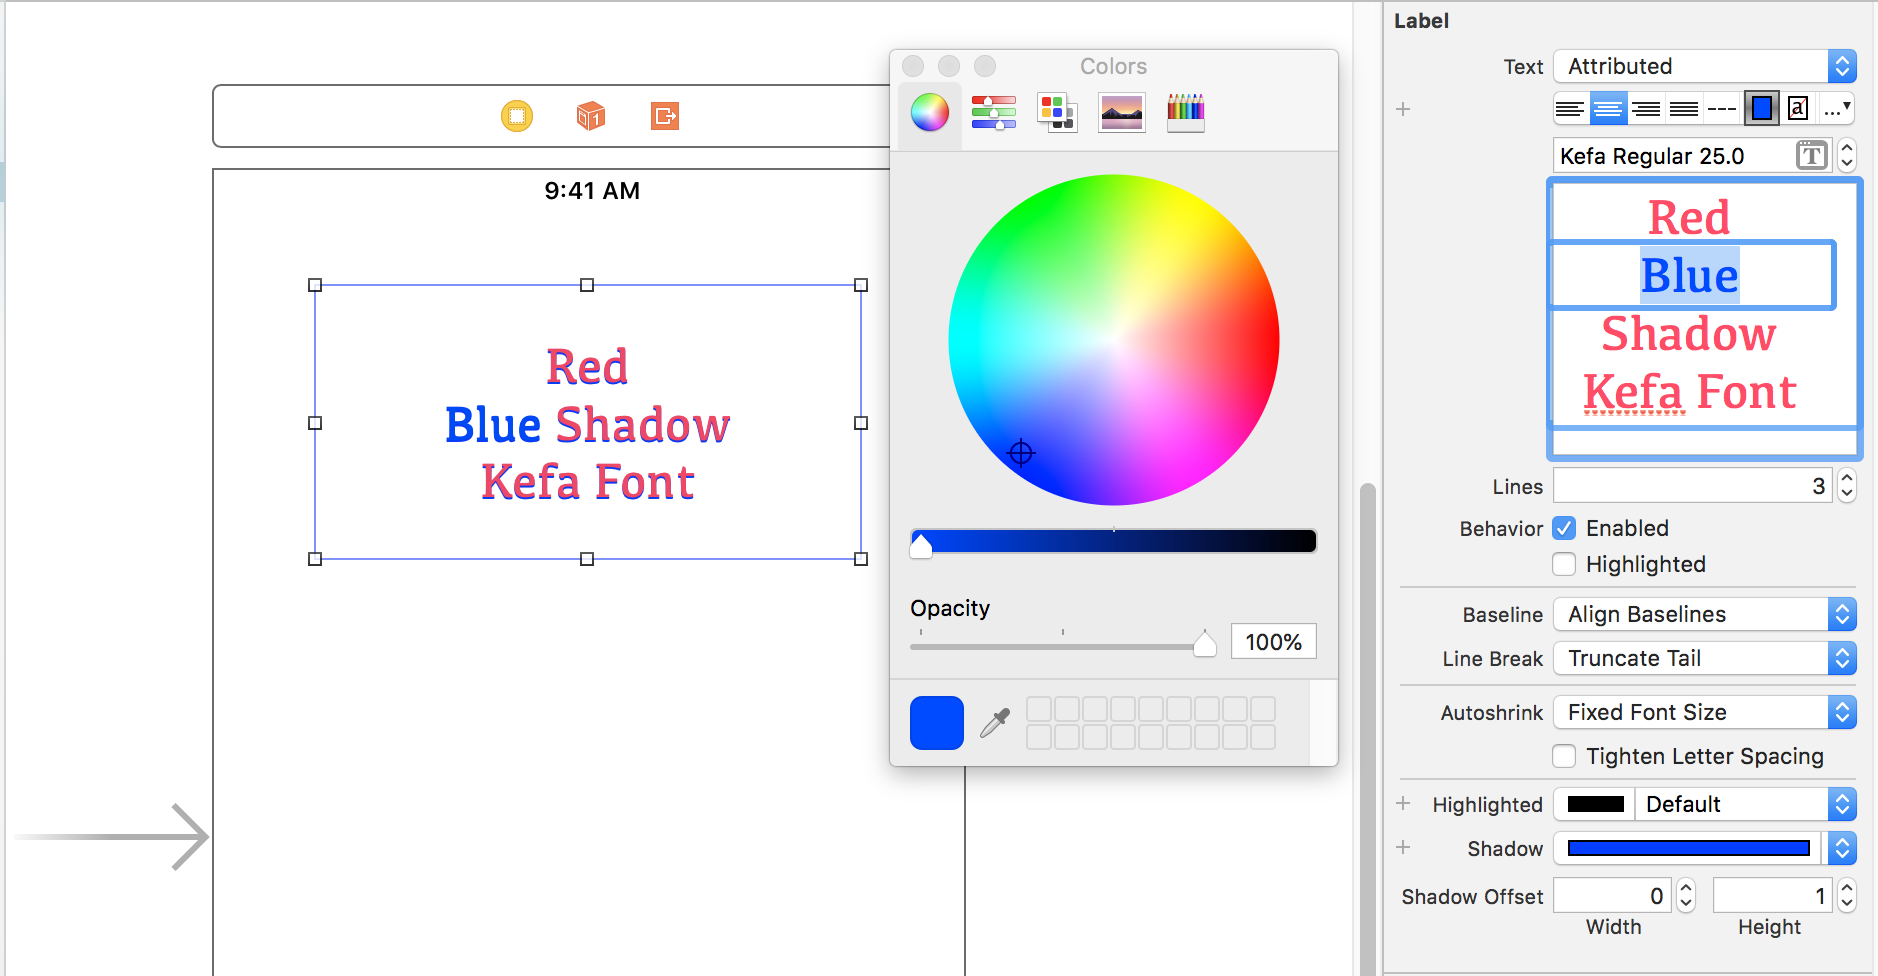 9:41 AM
Red
Blue Shadow
Kefa Font
Colors
Opacity
100%
Label
Text Attributed
a ...
Kefa Regular 25.0 T
Red
Blue
Shadow
Kefa Font
Lines 3
Behavior Enabled
Highlighted
Baseline Align Baselines
Line Break Truncate Tail
Autoshrink Fixed Font Size
Tighten Letter Spacing
+ Highlighted Default
+ Shadow
Shadow Offset 0 1
Width Height